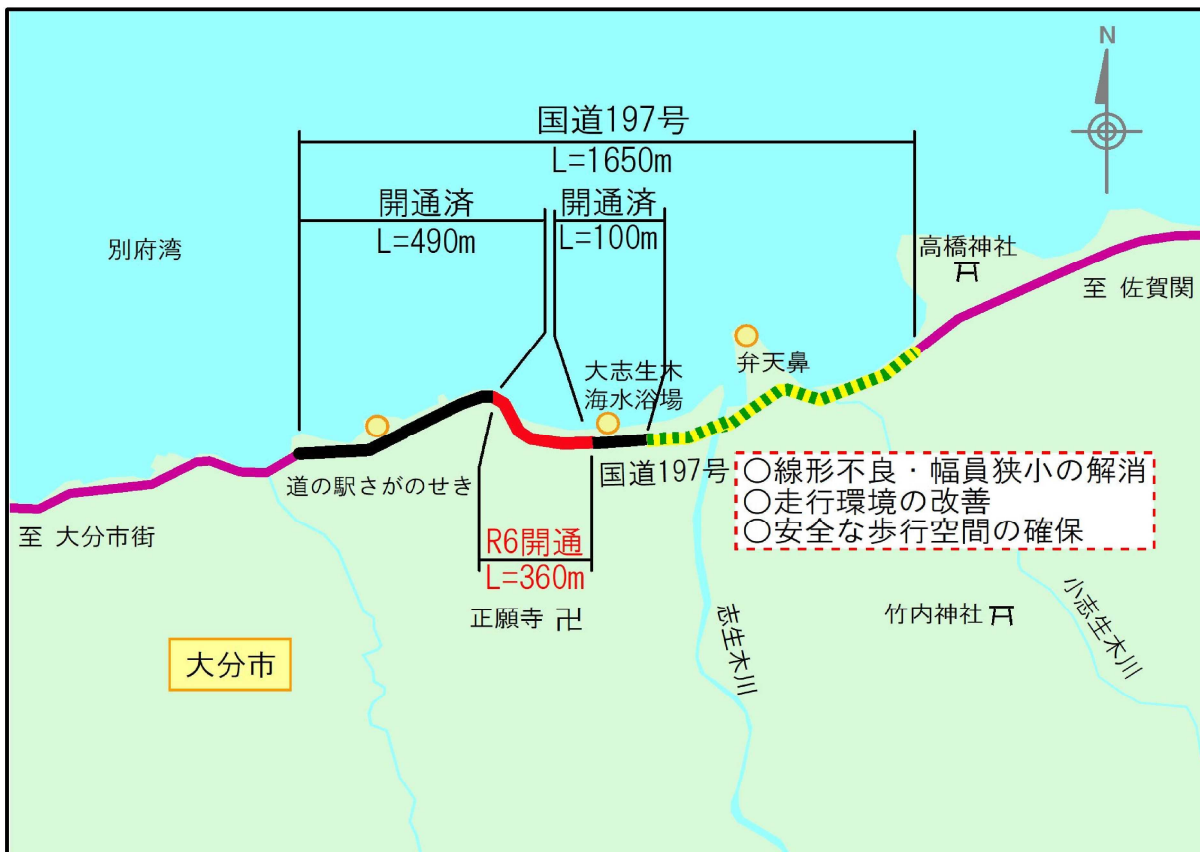 N
国道197号
L=1650m
開通済
L=490m
開通済
L=100m
別府湾
高橋神社
至 佐賀関
大志生木
海水浴場
弁天鼻
道の駅さがのせき
国道197号
至 大分市街
○線形不良・幅員狭小の解消
○走行環境の改善
○安全な歩行空間の確保
R6開通
L=360m
正願寺 卍
志生木川
竹内神社
小志生木川
大分市